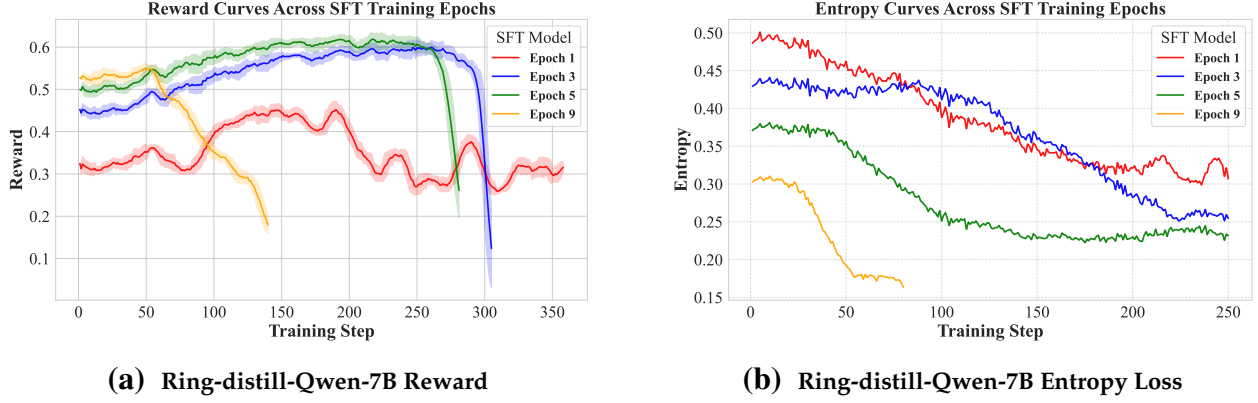 Reward Curves Across SFT Training Epochs
0.6
0.5
0.4
0.3
0.2
0.1
Reward
0
50
100
150
200
250
300
350
Training Step
SFT Model
Epoch 1
Epoch 3
Epoch 5
Epoch 9
(a) Ring-distill-Qwen-7B Reward
Entropy Curves Across SFT Training Epochs
0.50
0.45
0.40
0.35
0.30
0.25
0.20
0.15
Entropy
0
50
100
150
200
250
Training Step
SFT Model
Epoch 1
Epoch 3
Epoch 5
Epoch 9
(b) Ring-distill-Qwen-7B Entropy Loss